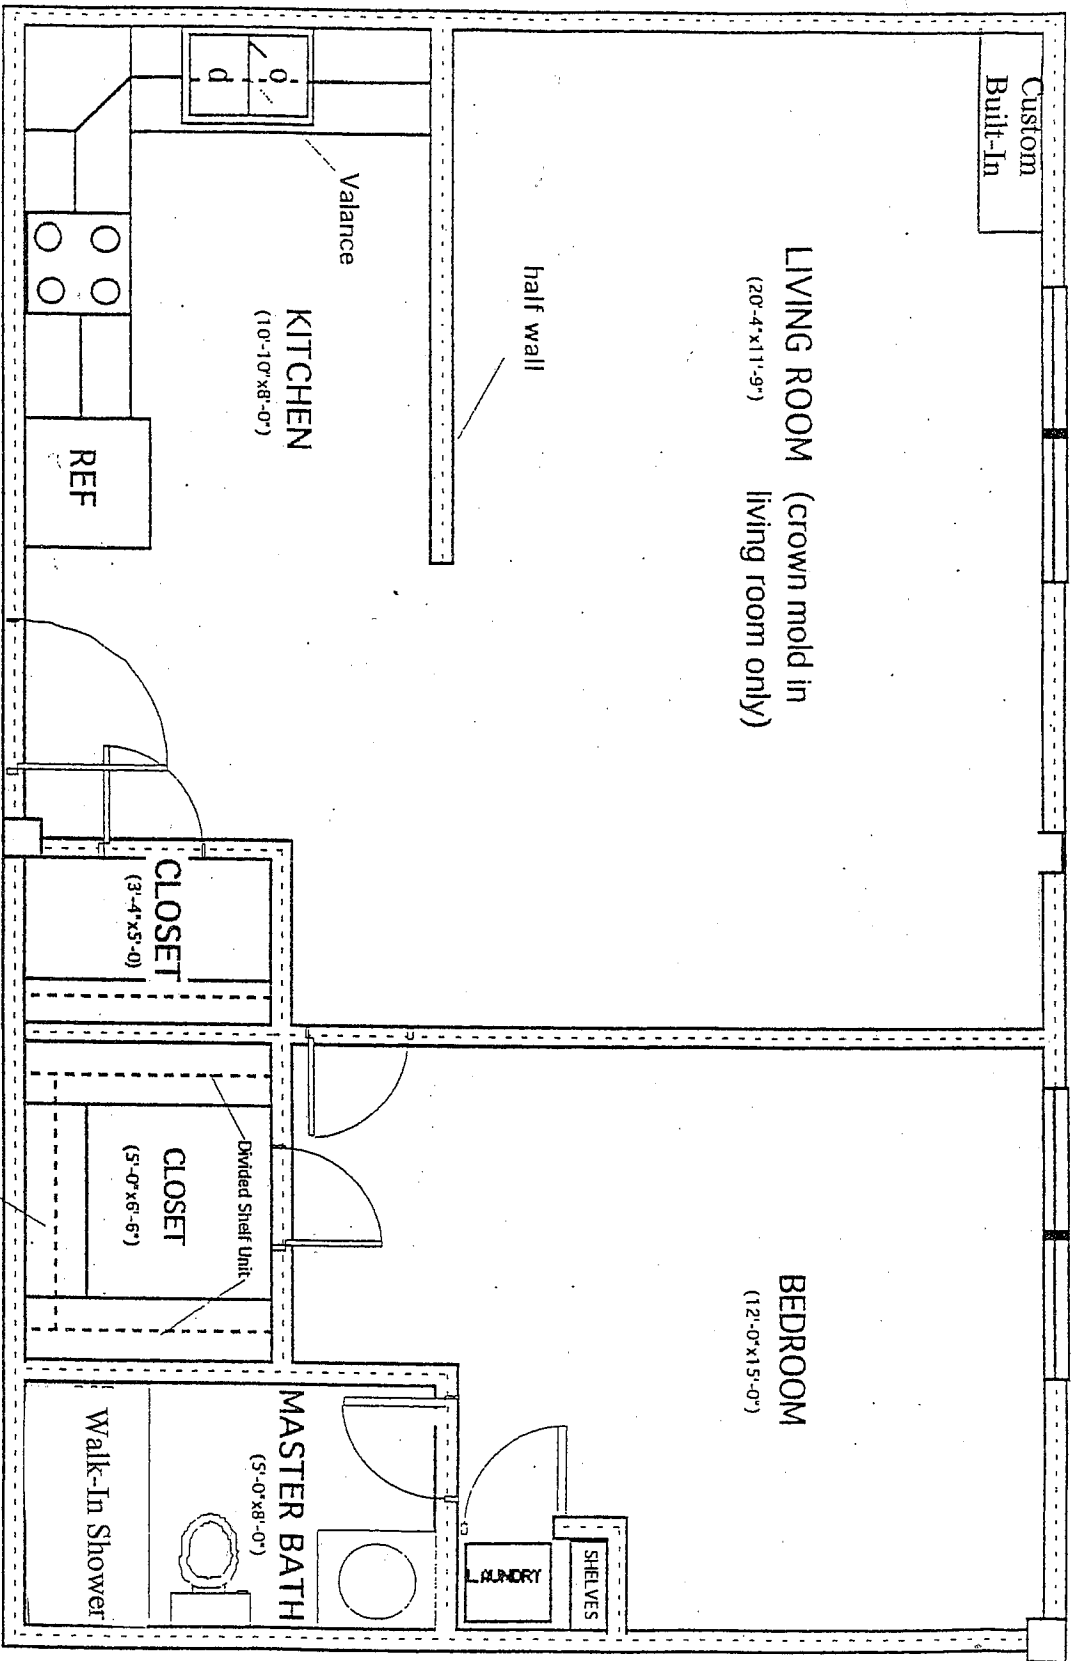 Custom
Built-In
LIVING ROOM
(20'-4"x11'-9")
(crown mold in
living room only)
half wall
Valance
KITCHEN
(10'-10"x8'-0")
o
d
REF
CLOSET
(3'-4"x5'-0)
BEDROOM
(12'-0"x15'-0")
Divided Shelf Unit
CLOSET
(5'-0"x6'-6")
SHELVES
LAUNDRY
MASTER BATH
(5'-0"x8'-0")
Walk-In Shower